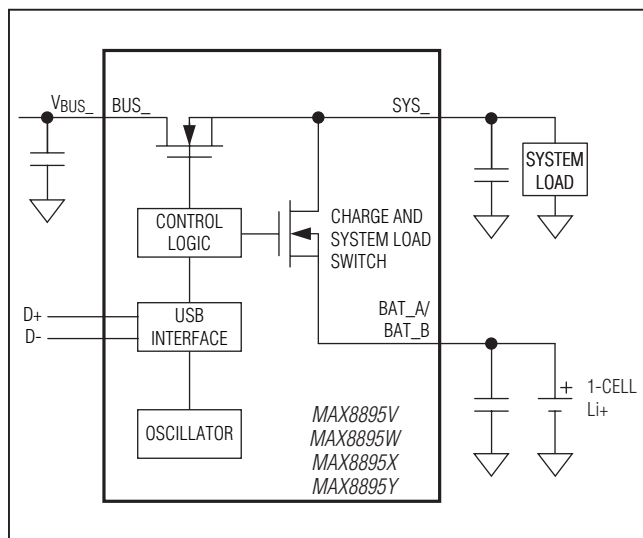 VBUS_
BUS_
SYS_
SYSTEM
LOAD
CONTROL
LOGIC
CHARGE AND
SYSTEM LOAD
SWITCH
D+
D-
USB
INTERFACE
BAT_A/
BAT_B
OSCILLATOR
MAX8895V
MAX8895W
MAX8895X
MAX8895Y
+
1-CELL
Li+